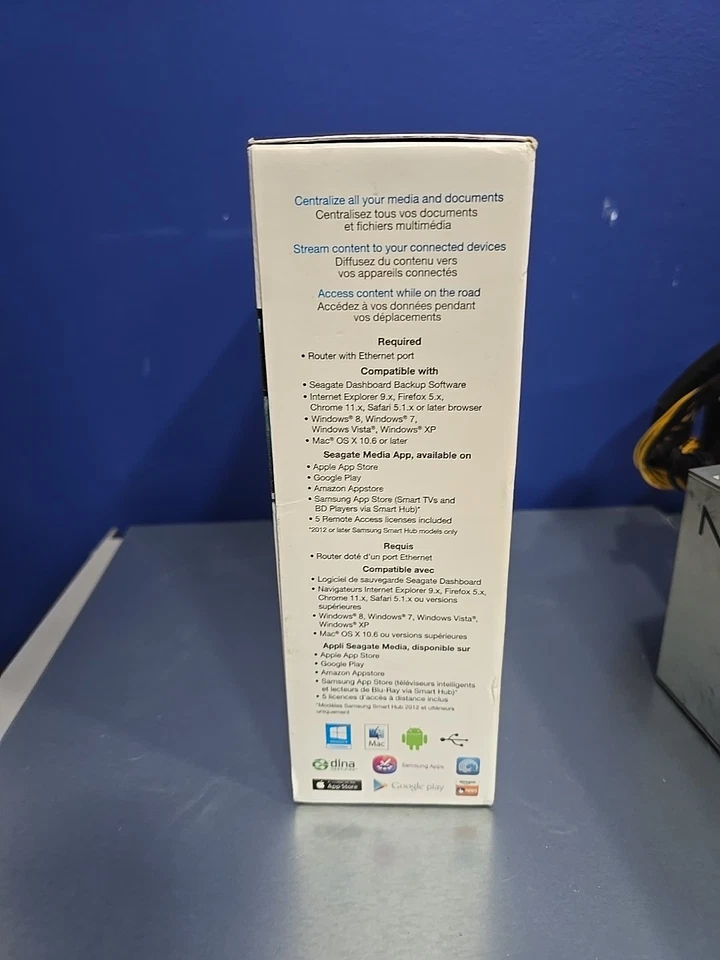 Centralize all your media and documents
Centralisez tous vos documents
et fichiers multimédia
Stream content to your connected devices
Diffusez du contenu vers
vos appareils connectés
Access content while on the road
Accédez à vos données pendant
vos déplacements
Required
• Router with Ethernet port
Compatible with
• Seagate Dashboard Backup Software
• Internet Explorer 9.x, Firefox 5.x,
Chrome 11.x, Safari 5.1.x or later browser
• Windows® 8, Windows® 7,
Windows Vista®, Windows® XP
• Mac® OS X 10.6 or later
Seagate Media App, available on
• Apple App Store
• Google Play
• Amazon Appstore
• Samsung App Store (Smart TVs and
BD Players via Smart Hub)*
• 5 Remote Access licenses included
*2012 or later Samsung Smart Hub models only
Requis
• Router doté d'un port Ethernet
Compatible avec
• Logiciel de sauvegarde Seagate Dashboard
• Navigateurs Internet Explorer 9.x, Firefox 5.x,
Chrome 11.x, Safari 5.1.x ou versions
supérieures
• Windows® 8, Windows® 7, Windows Vista®,
Windows® XP
• Mac® OS X 10.6 ou versions supérieures
Appli Seagate Media, disponible sur
• Apple App Store
• Google Play
• Amazon Appstore
• Samsung App Store (téléviseurs intelligents
et lecteurs de Blu-Ray via Smart Hub)*
• 5 licences d'accès à distance inclus
*Modèles Samsung Smart Hub 2012 et ultérieurs
uniquement
Mac
dlna
Samsung Apps
App Store
Google play